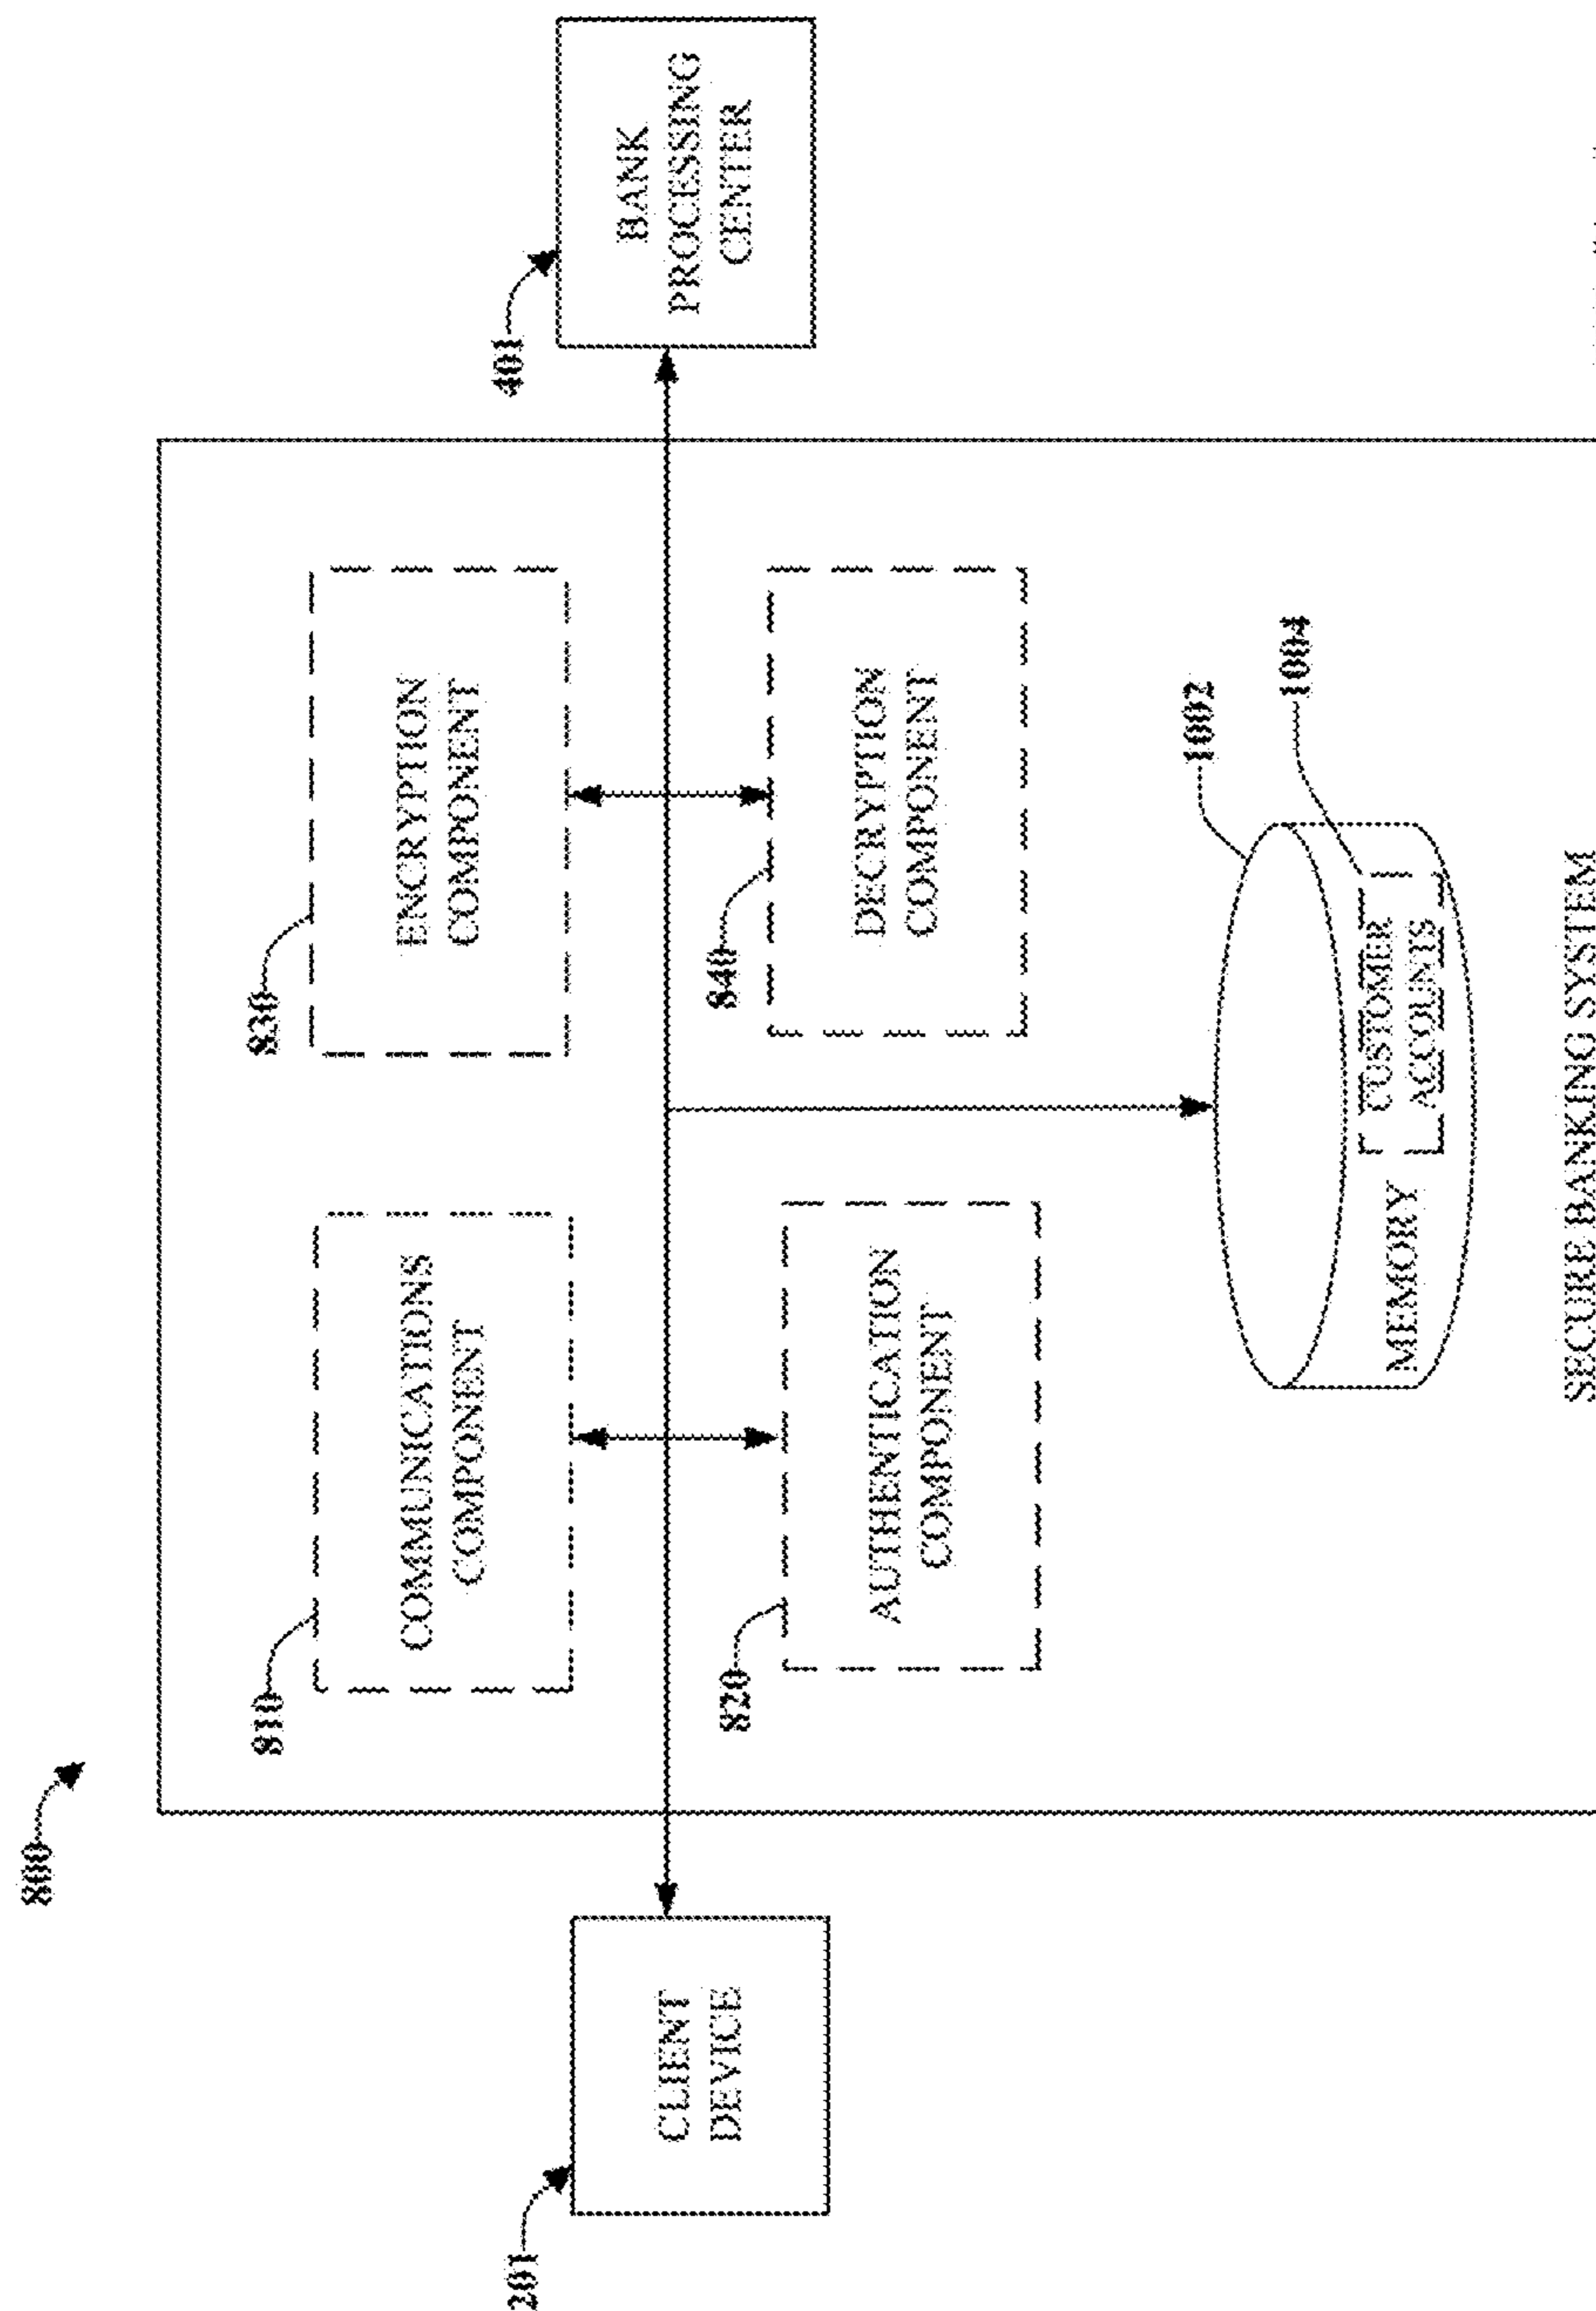 800
201
CLIENT
DEVICE
810
COMMUNICATIONS
COMPONENT
820
AUTHENTICATION
COMPONENT
830
ENCRYPTION
COMPONENT
840
DECRYPTION
COMPONENT
401
BANK
PROCESSING
CENTER
1002
1004
MEMORY
CUSTOMER
ACCOUNTS
SECURE BANKING SYSTEM